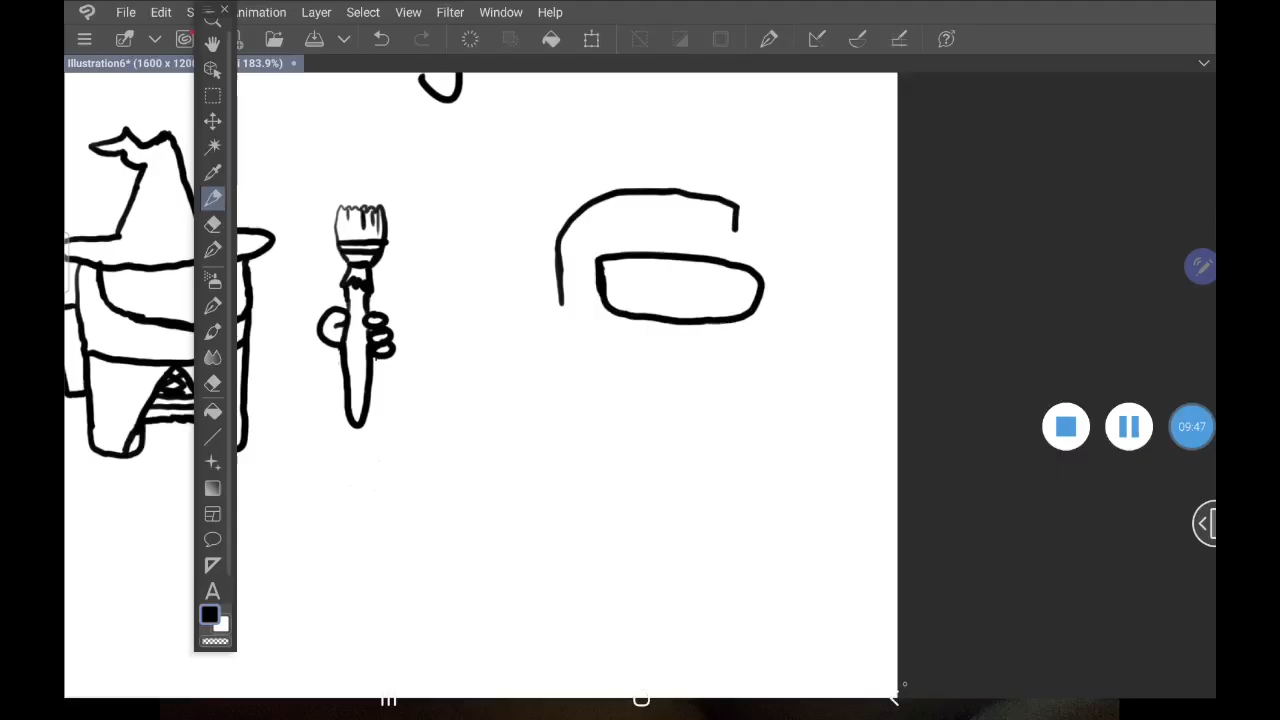 File Edit S nimation Layer Select View Filter Window Help
Illustration6* (1600 x 120 i 183.9%)
09:47
A